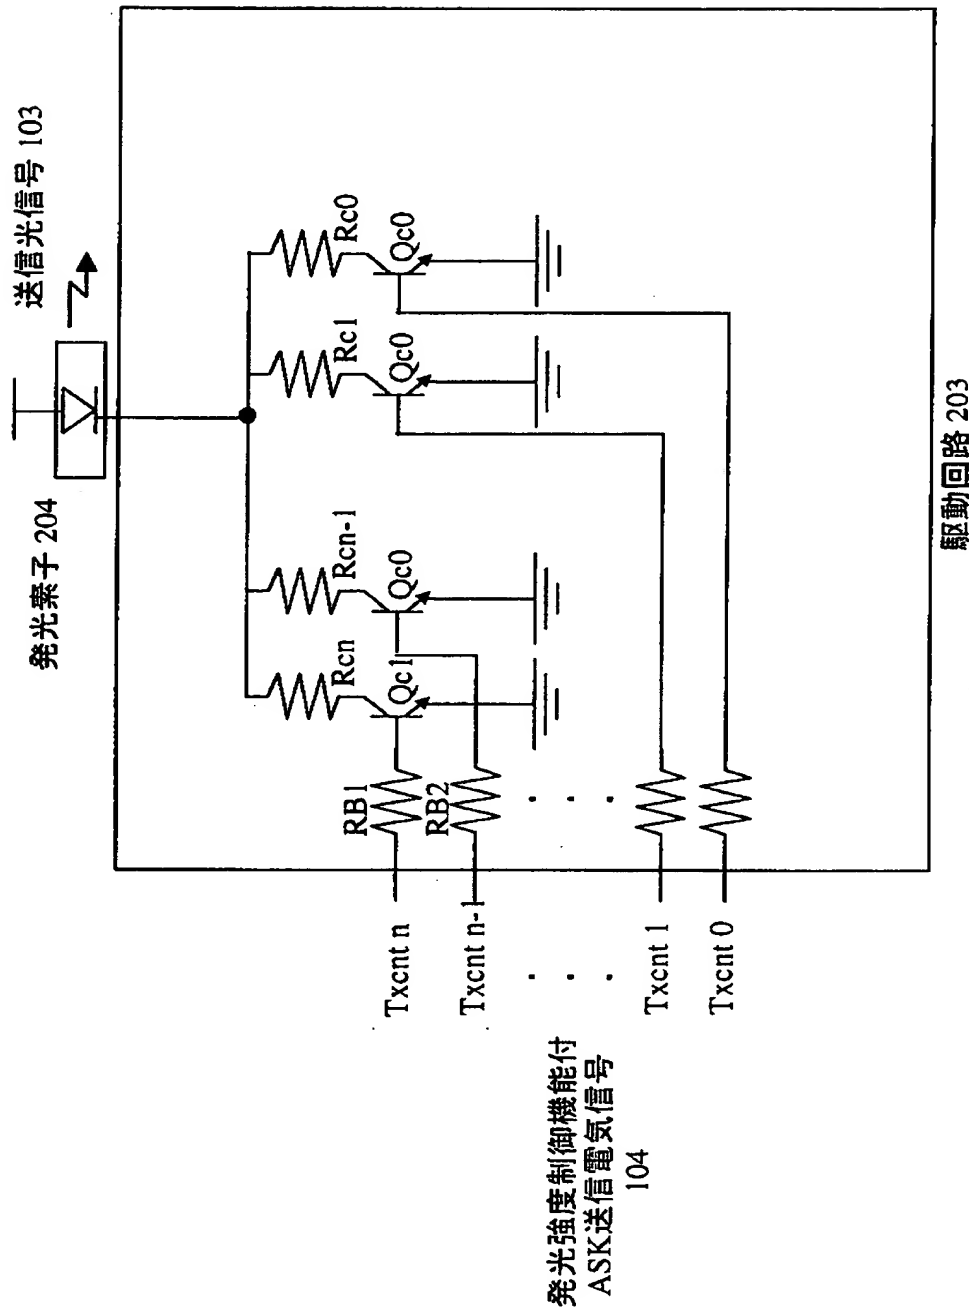 送信光信号 103
発光素子 204
Rc0
Qc0
Rc1
Qc0
Rcn-1
Qc0
Rcn
Qc1
RB1
RB2
Txcnt n
Txcnt n-1
Txcnt 1
Txcnt 0
発光強度制御機能付
ASK送信電気信号
104
駆動回路 203